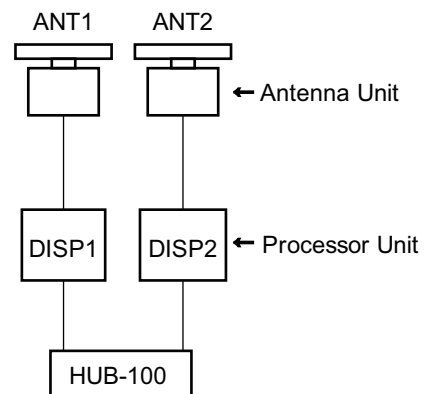 ANT1 ANT2
← Antenna Unit
DISP1 DISP2 ← Processor Unit
HUB-100